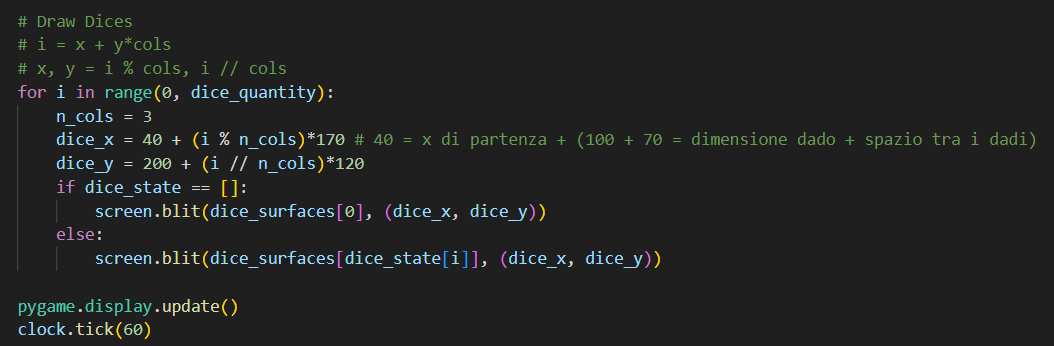 # Draw Dices
# i = x + y*cols
# x, y = i % cols, i // cols
for i in range(0, dice_quantity):
    n_cols = 3
    dice_x = 40 + (i % n_cols)*170 # 40 = x di partenza + (100 + 70 = dimensione dado + spazio tra i dadi)
    dice_y = 200 + (i // n_cols)*120
    if dice_state == []:
        screen.blit(dice_surfaces[0], (dice_x, dice_y))
    else:
        screen.blit(dice_surfaces[dice_state[i]], (dice_x, dice_y))
pygame.display.update()
clock.tick(60)